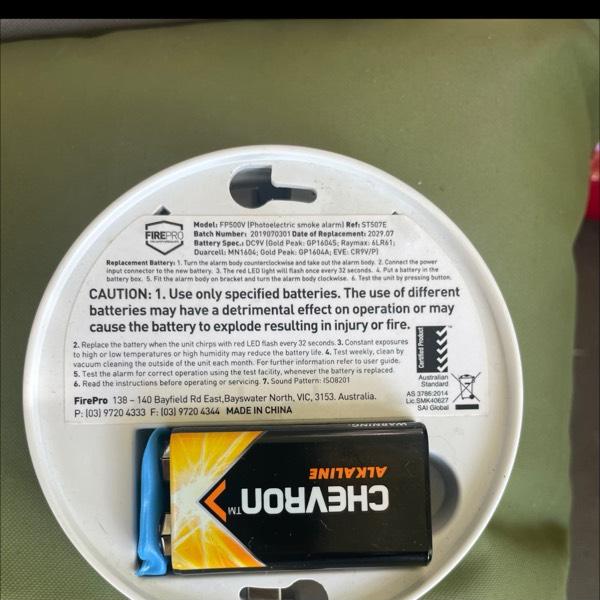 FIREPRO
Model: FP500V (Photoelectric smoke alarm) Ref: ST507E
Batch Number: 2019070301 Date of Replacement: 2029.07
Battery Spec.: DC9V (Gold Peak: GP1604S; Raymax: 6LR61;
Duarcell: MN1604; Gold Peak: GP1604A; EVE: CR9V/P)
Replacement Battery: 1. Turn the alarm body counterclockwise and take out the alarm body. 2. Connect the power
input connector to the new battery. 3. The red LED light will flash once every 32 seconds. 4. Put a battery in the
battery box. 5. Fit the alarm body on bracket and turn the alarm body clockwise. 6. Test the unit by pressing button.
CAUTION: 1. Use only specified batteries. The use of different
batteries may have a detrimental effect on operation or may
cause the battery to explode resulting in injury or fire.
2. Replace the battery when the unit chirps with red LED flash every 32 seconds. 3. Constant exposures
to high or low temperatures or high humidity may reduce the battery life. 4. Test weekly, clean by
vacuum cleaning the outside of the unit each month. For further information refer to user guide.
5. Test the alarm for correct operation using the test facility, whenever the battery is replaced.
6. Read the instructions before operating or servicing. 7. Sound Pattern: ISO8201
FirePro 138 – 140 Bayfield Rd East,Bayswater North, VIC, 3153. Australia.
P: (03) 9720 4333 F: (03) 9720 4344 MADE IN CHINA
Certified Product
Australian
Standard
AS 3786:2014
Lic.SMK40627
SAI Global
WARNING:
ALKALINE
CHEVRON TM